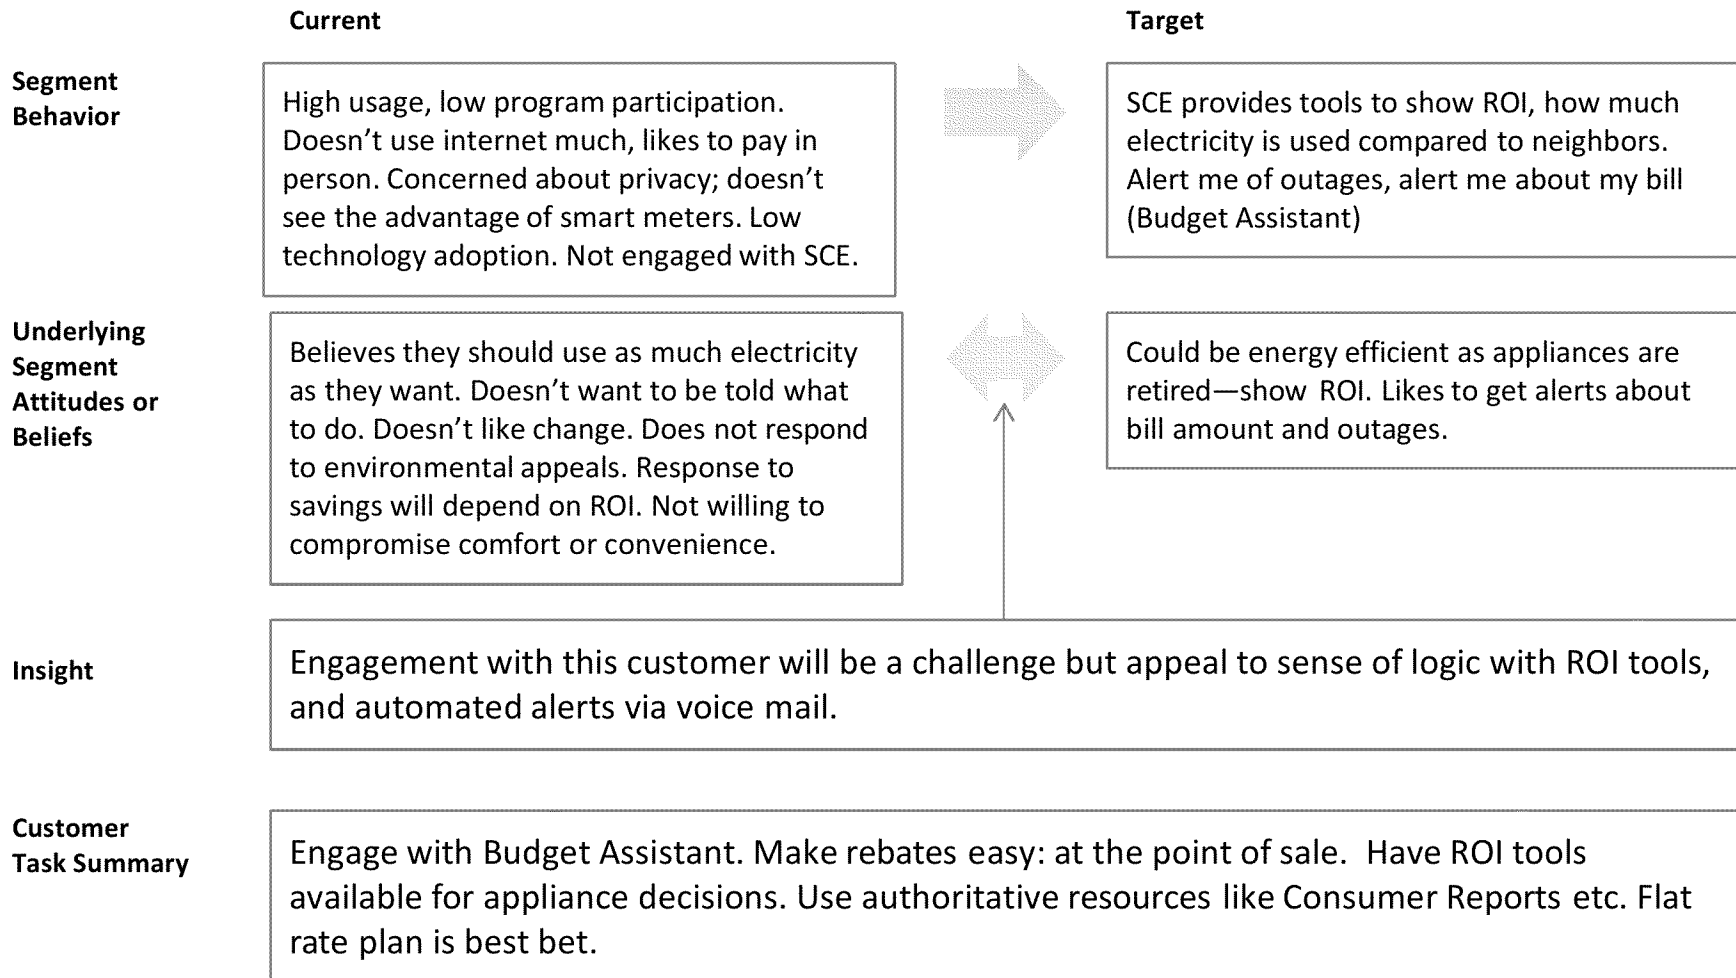 Current
Target
Segment
Behavior
High usage, low program participation.
Doesn’t use internet much, likes to pay in
person. Concerned about privacy; doesn’t
see the advantage of smart meters. Low
technology adoption. Not engaged with SCE.
SCE provides tools to show ROI, how much
electricity is used compared to neighbors.
Alert me of outages, alert me about my bill
(Budget Assistant)
Underlying
Segment
Attitudes or
Beliefs
Believes they should use as much electricity
as they want. Doesn’t want to be told what
to do. Doesn’t like change. Does not respond
to environmental appeals. Response to
savings will depend on ROI. Not willing to
compromise comfort or convenience.
Could be energy efficient as appliances are
retired—show ROI. Likes to get alerts about
bill amount and outages.
Insight
Engagement with this customer will be a challenge but appeal to sense of logic with ROI tools,
and automated alerts via voice mail.
Customer
Task Summary
Engage with Budget Assistant. Make rebates easy: at the point of sale.  Have ROI tools
available for appliance decisions. Use authoritative resources like Consumer Reports etc. Flat
rate plan is best bet.